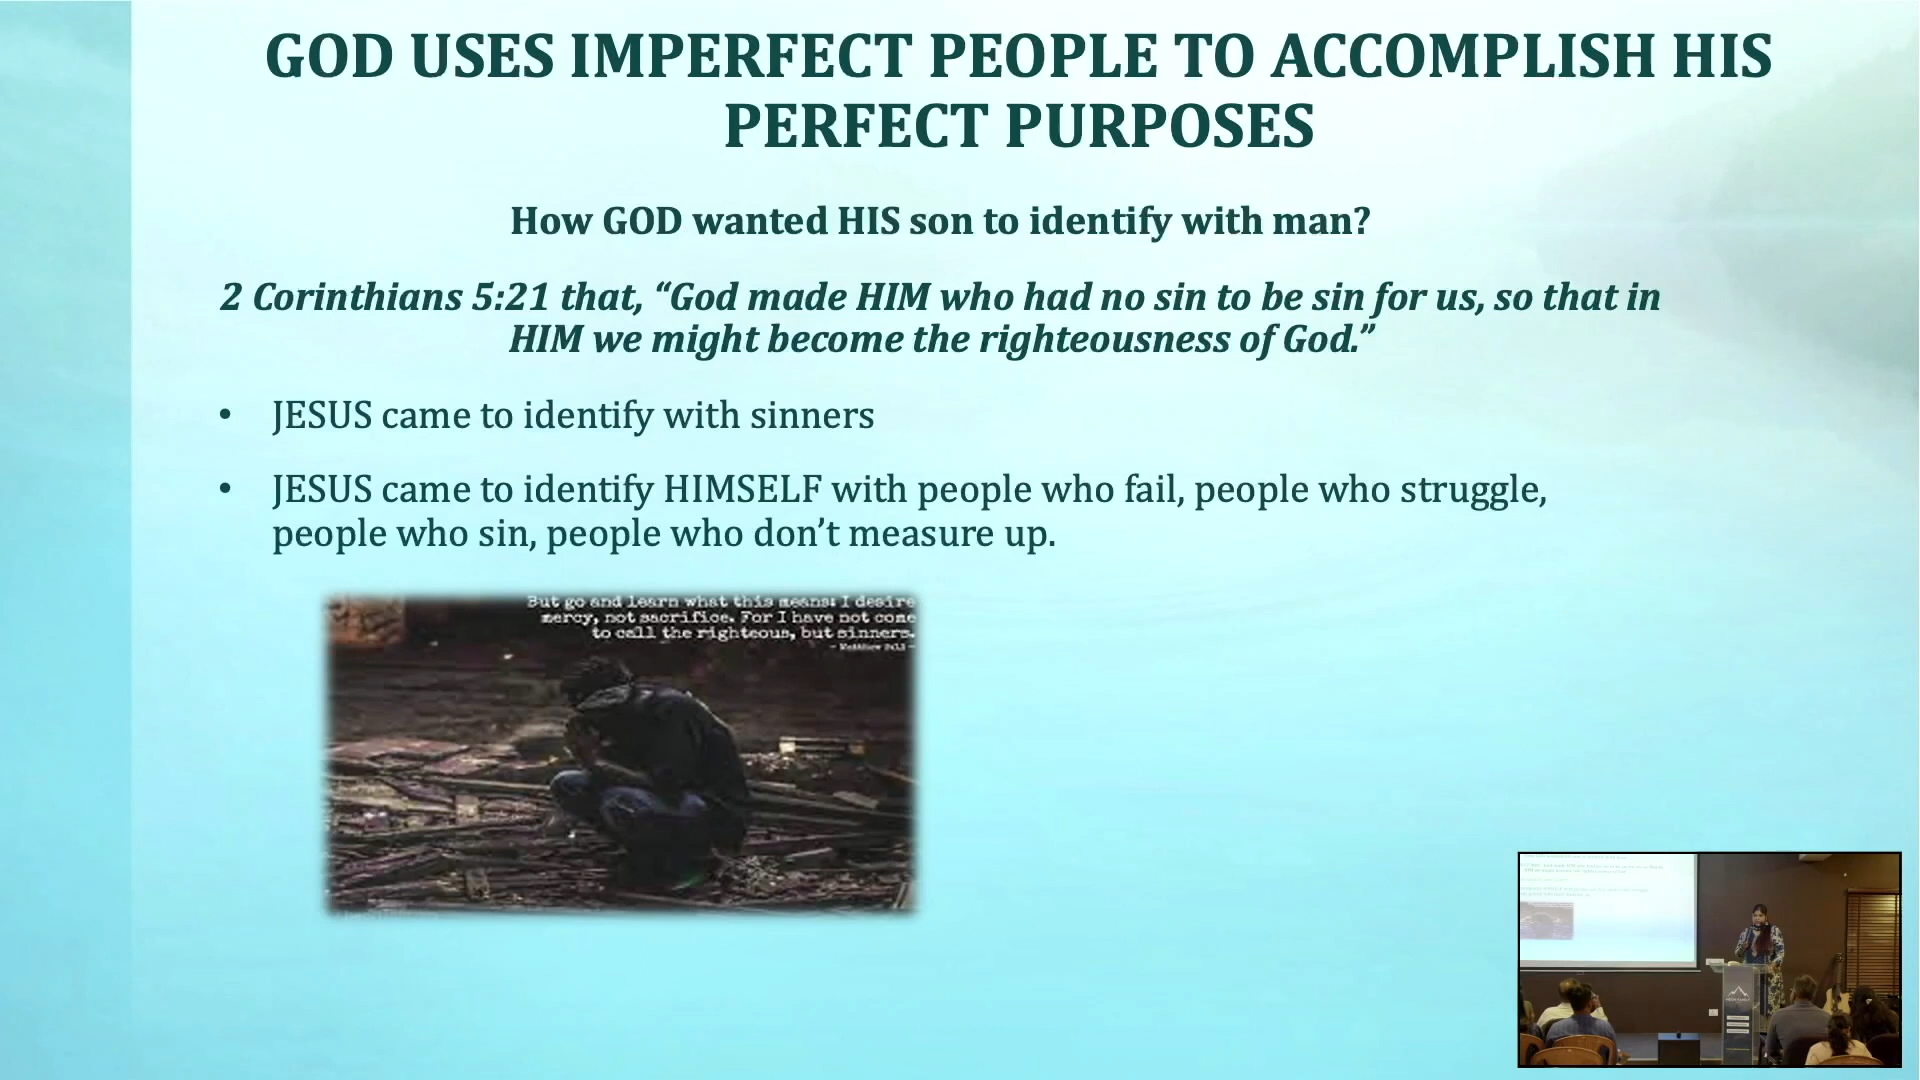 GOD USES IMPERFECT PEOPLE TO ACCOMPLISH HIS
PERFECT PURPOSES
How GOD wanted HIS son to identify with man?
2 Corinthians 5:21 that, “God made HIM who had no sin to be sin for us, so that in
HIM we might become the righteousness of God.”
• JESUS came to identify with sinners
• JESUS came to identify HIMSELF with people who fail, people who struggle,
people who sin, people who don’t measure up.
But go and learn what this means: I desire
mercy, not sacrifice. For I have not come
to call the righteous, but sinners.
- Matthew 9:13 -